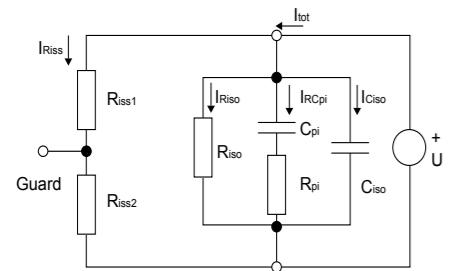 Itot
IRiss
Riss1
IRiso
IRCpi
ICiso
Cpi
Riso
Rpi
Ciso
+
U
Guard
Riss2